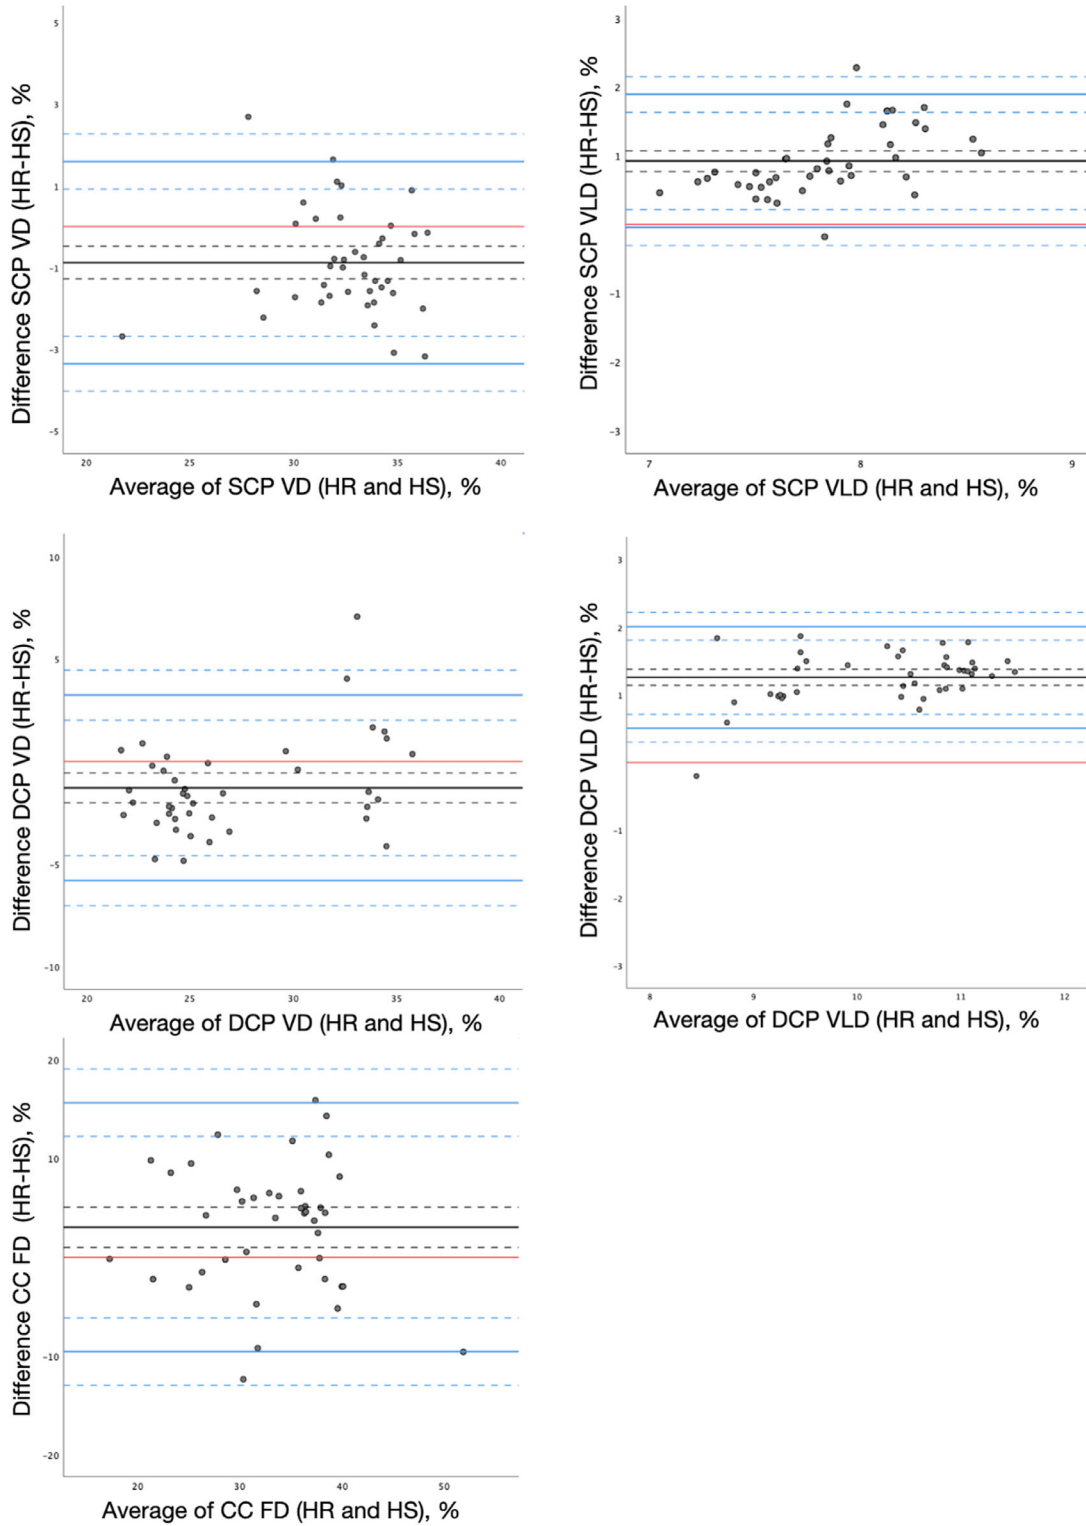 Difference SCP VD (HR-HS), %
5
3
1
-1
-3
-5
20 25 30 35 40
Average of SCP VD (HR and HS), %
Difference SCP VLD (HR-HS), %
3
2
1
-1
-2
-3
7 8 9
Average of SCP VLD (HR and HS), %
Difference DCP VD (HR-HS), %
10
5
-5
-10
20 25 30 35 40
Average of DCP VD (HR and HS), %
Difference DCP VLD (HR-HS), %
3
2
1
-1
-2
-3
8 9 10 11 12
Average of DCP VLD (HR and HS), %
Difference CC FD (HR-HS), %
20
10
-10
-20
20 30 40 50
Average of CC FD (HR and HS), %